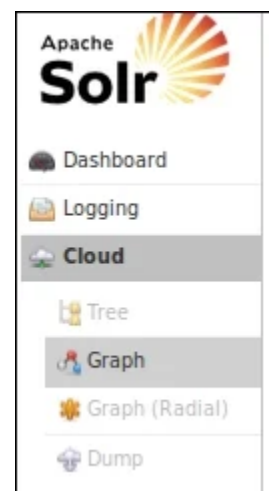 Apache
Solr
Dashboard
Logging
Cloud
Tree
Graph
Graph (Radial)
Dump